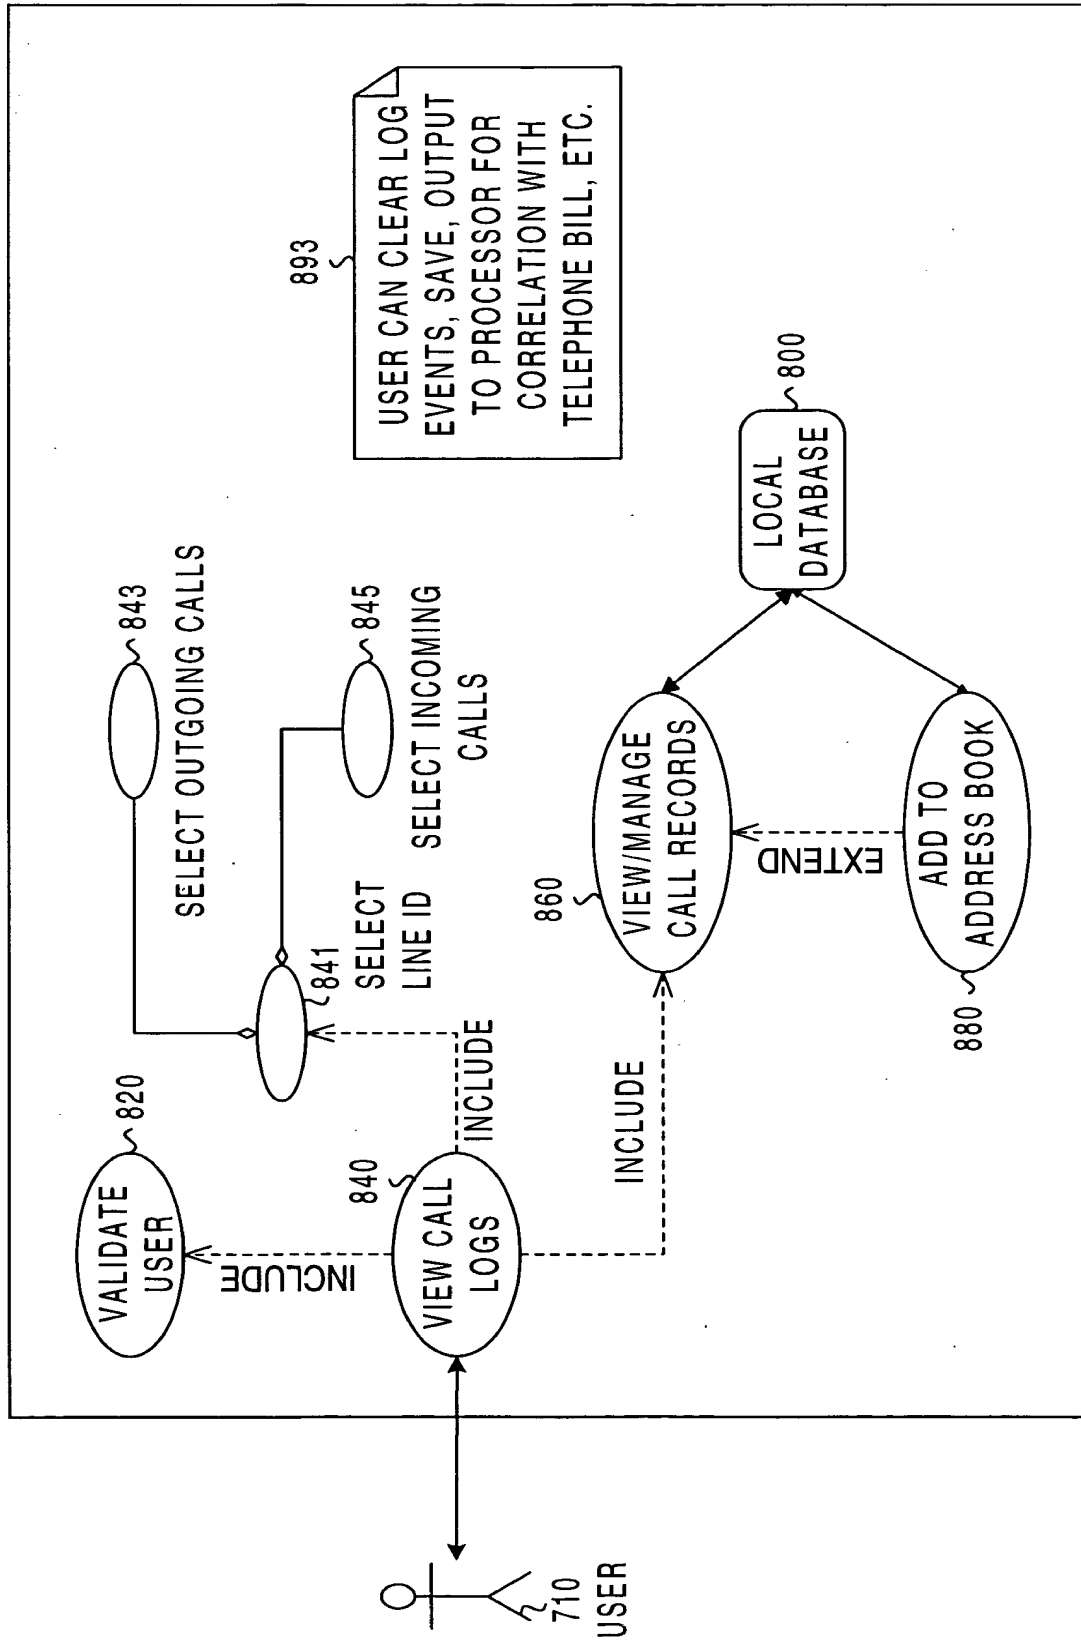 VALIDATE
USER
820
INCLUDE
840
VIEW CALL
LOGS
710
USER
INCLUDE
841
SELECT
LINE ID
843
SELECT OUTGOING CALLS
845
SELECT INCOMING
CALLS
INCLUDE
860
VIEW/MANAGE
CALL RECORDS
EXTEND
880
ADD TO
ADDRESS BOOK
LOCAL
DATABASE
800
893
USER CAN CLEAR LOG
EVENTS, SAVE, OUTPUT
TO PROCESSOR FOR
CORRELATION WITH
TELEPHONE BILL, ETC.